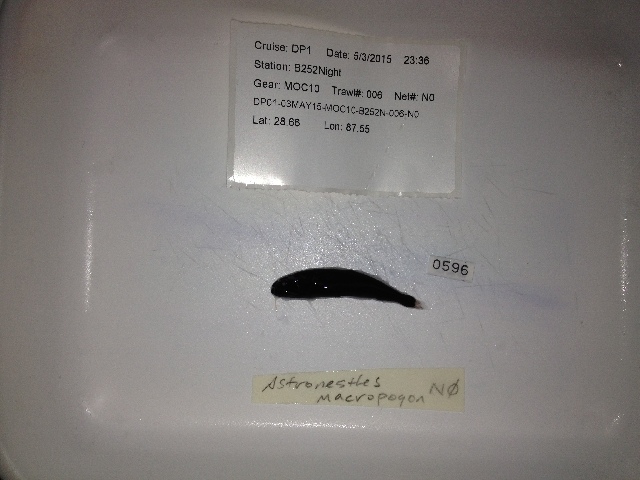 Cruise: DP1 Date: 5/3/2015 23:36
Station: B252Night
Gear: MOC10 Trawl#: 006 Net#: N0
DP01-03MAY15-MOC10-B252N-006-N0
Lat: 28.66 Lon: 87.55
0596
Astronesthes NØ
macropogon